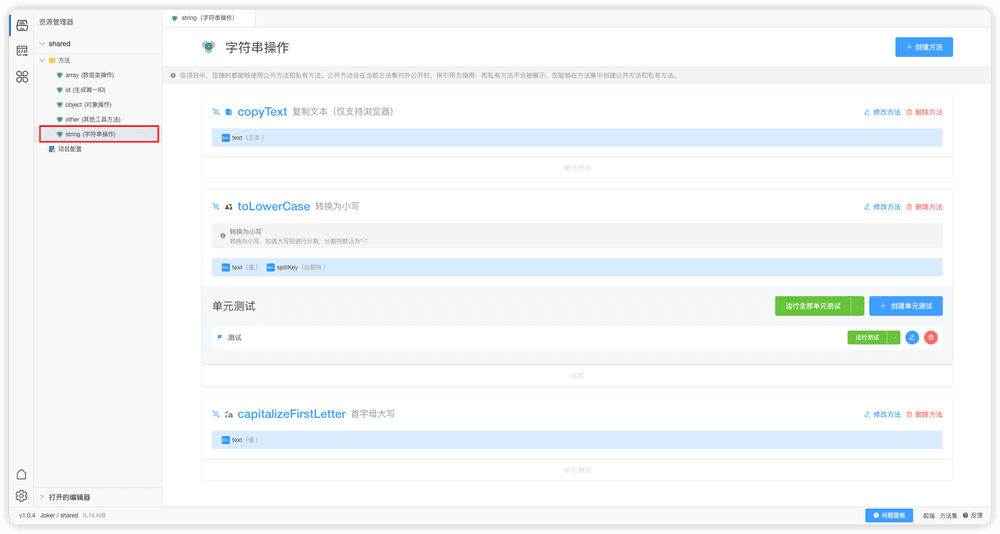 资源管理器
shared
方法
array (数组类操作)
id (生成唯一ID)
object (对象操作)
other (其他工具方法)
string (字符串操作)
项目配置
打开的编辑器
string（字符串操作）
字符串操作
+ 创建方法
在项目中，您随时都能够使用公开方法和私有方法。公开方法会在当前方法集对外公开时，供引用方使用；而私有方法不会被展示。您能够在方法集中创建公开方法和私有方法。
copyText 复制文本（仅支持浏览器）
修改方法 删除方法
text（文本）
单元测试
toLowerCase 转换为小写
修改方法 删除方法
转换为小写
转换为小写，如遇大写则进行分割，分割符默认为"-"
text（值） splitKey（分割符）
单元测试
运行全部单元测试
+ 创建单元测试
测试
运行测试
收起
capitalizeFirstLetter 首字母大写
修改方法 删除方法
text（值）
单元测试
v1.0.4 Joker / shared 6.14 KiB
问题面板
前端 方法集 反馈